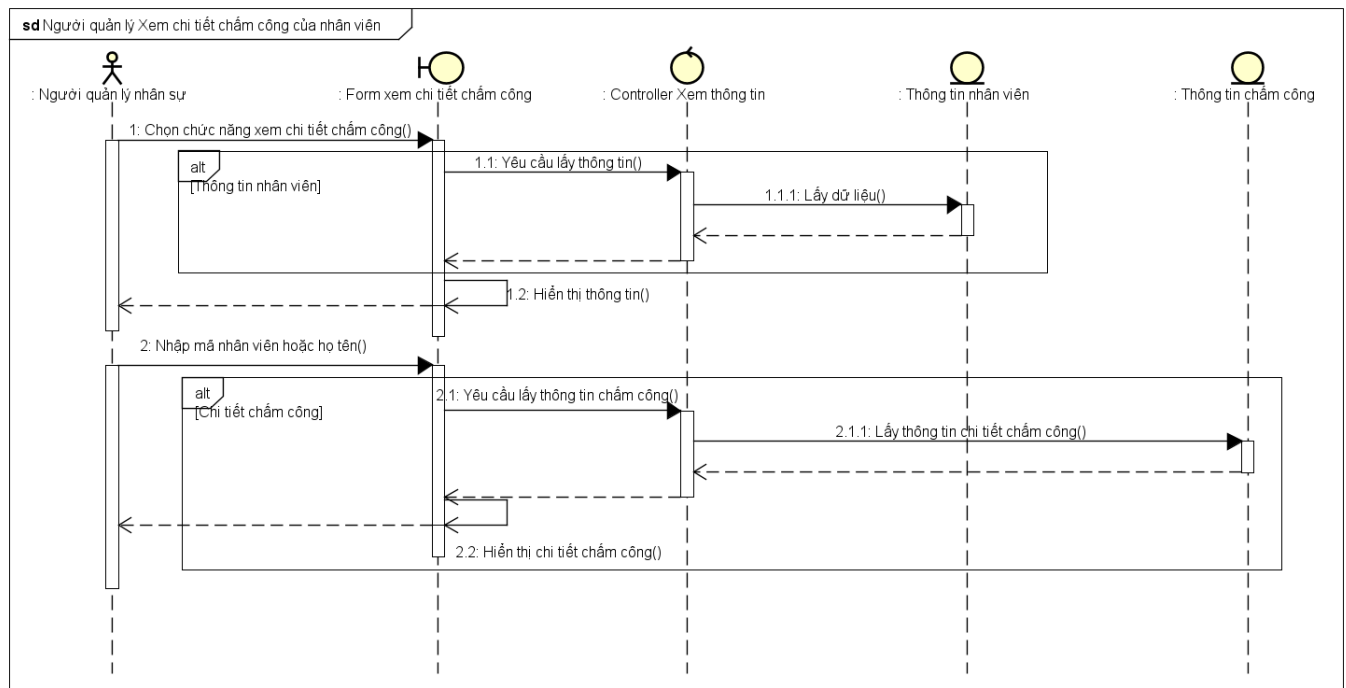 sd Người quản lý Xem chi tiết chấm công của nhân viên
: Người quản lý nhân sự
: Form xem chi tiết chấm công
: Controller Xem thông tin
: Thông tin nhân viên
: Thông tin chấm công
1: Chọn chức năng xem chi tiết chấm công()
alt
[Thông tin nhân viên]
1.1: Yêu cầu lấy thông tin()
1.1.1: Lấy dữ liệu()
1.2: Hiển thị thông tin()
2: Nhập mã nhân viên hoặc họ tên()
alt
[Chi tiết chấm công]
2.1: Yêu cầu lấy thông tin chấm công()
2.1.1: Lấy thông tin chi tiết chấm công()
2.2: Hiển thị chi tiết chấm công()